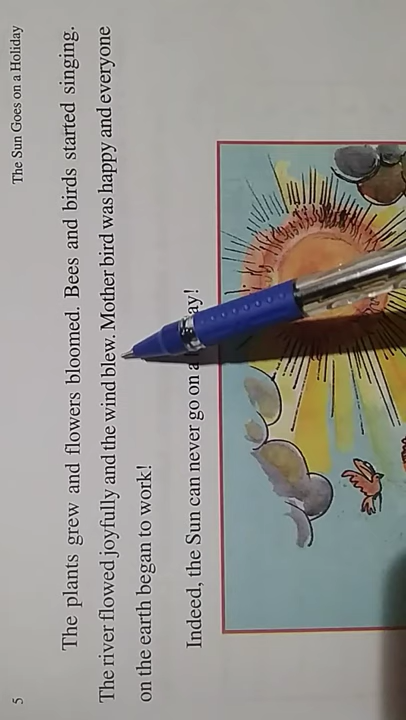 5
The Sun Goes on a Holiday
The plants grew and flowers bloomed. Bees and birds started singing.
The river flowed joyfully and the wind blew. Mother bird was happy and everyone
on the earth began to work!
Indeed, the Sun can never go on a